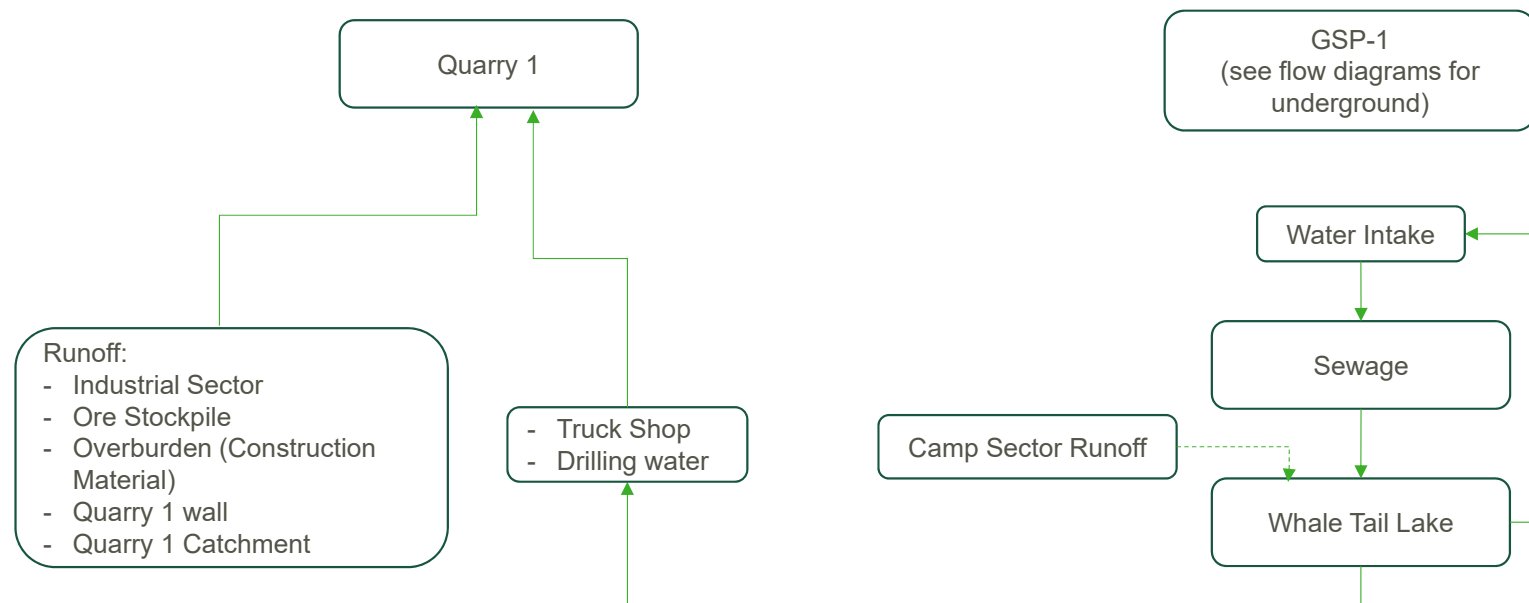 Quarry 1
GSP-1
(see flow diagrams for
underground)
Water Intake
Runoff:
- Industrial Sector
- Ore Stockpile
- Overburden (Construction
Material)
- Quarry 1 wall
- Quarry 1 Catchment
- Truck Shop
- Drilling water
Sewage
Camp Sector Runoff
Whale Tail Lake